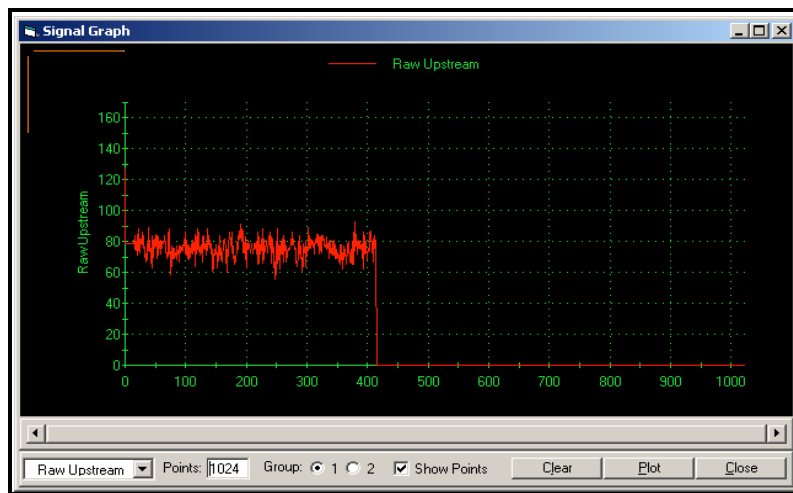 Signal Graph
Raw Upstream
160
140
120
100
80
60
40
20
0
Raw Upstream
0 100 200 300 400 500 600 700 800 900 1000
Raw Upstream Points: 1024 Group: 1 2 Show Points Clear Plot Close